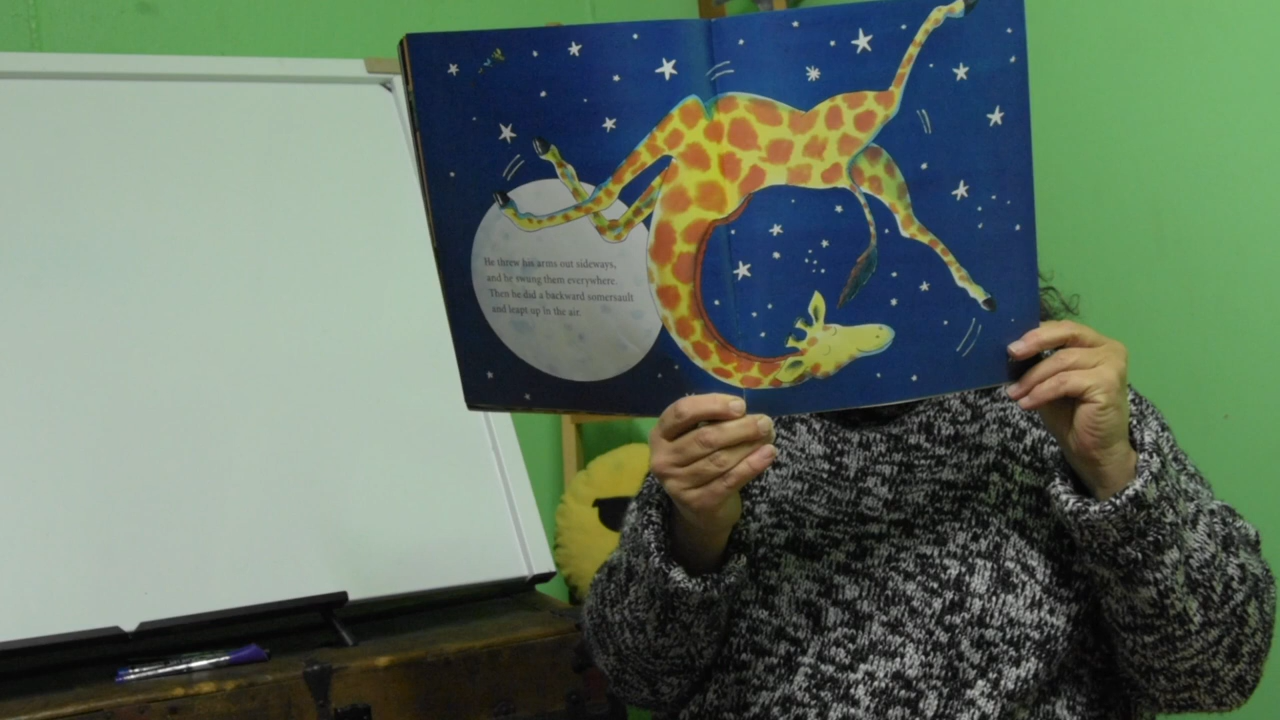 He threw his arms out sideways,
and he swung them everywhere.
Then he did a backward somersault
and leapt up in the air.